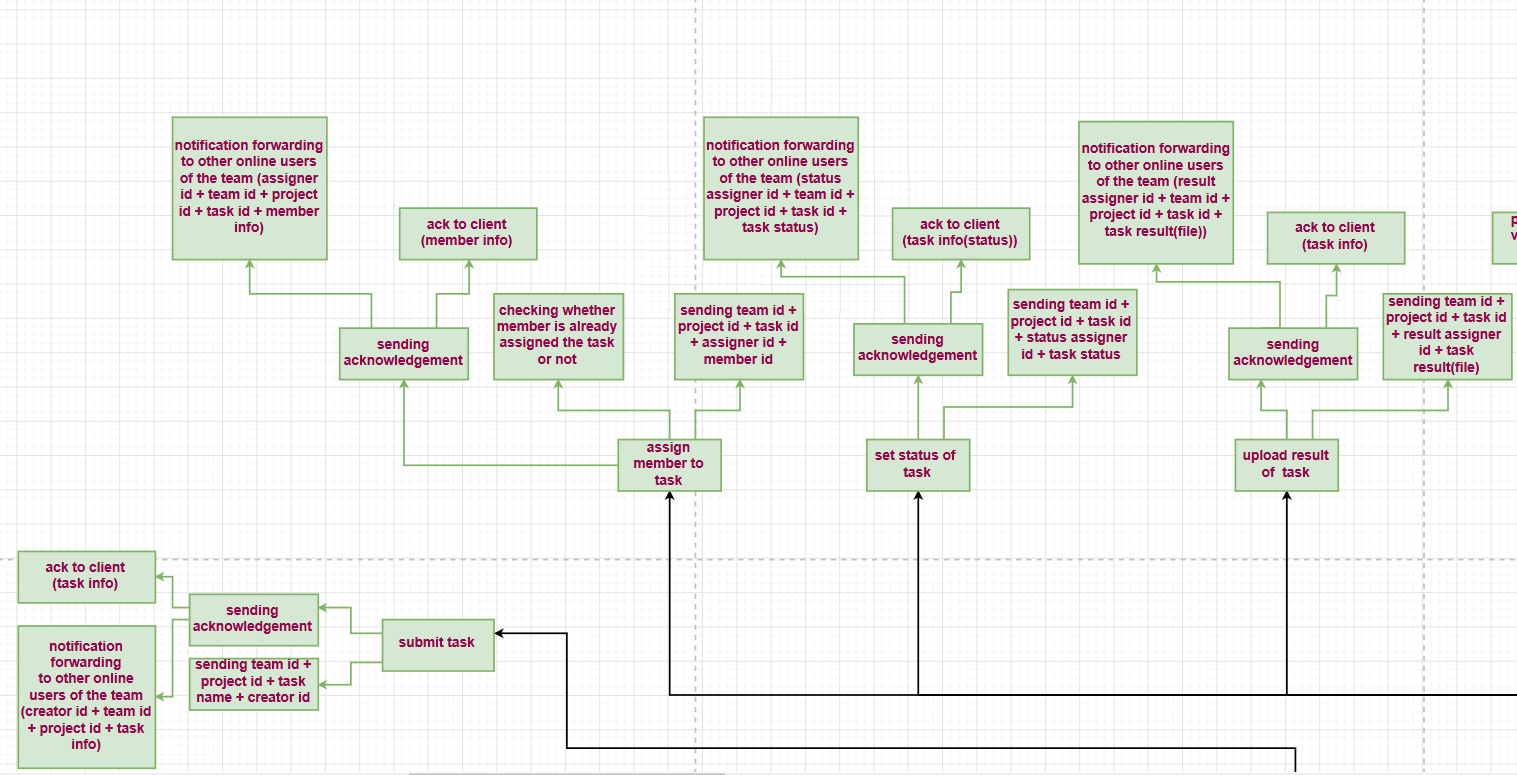 notification forwarding
to other online users
of the team (assigner
id + team id + project
id + task id + member
info)
ack to client
(member info)
sending
acknowledgement
checking whether
member is already
assigned the task
or not
sending team id +
project id + task id
+ assigner id +
member id
assign
member to
task
notification forwarding
to other online users
of the team (status
assigner id + team id +
project id + task id +
task status)
ack to client
(task info(status))
sending
acknowledgement
sending team id +
project id + task id
+ status assigner
id + task status
set status of
task
notification forwarding
to other online users
of the team (result
assigner id + team id +
project id + task id +
task result(file))
ack to client
(task info)
sending
acknowledgement
sending team id +
project id + task id
+ result assigner
id + task
result(file)
upload result
of  task
ack to client
(task info)
sending
acknowledgement
notification
forwarding
to other online
users of the team
(creator id + team id
+ project id + task
info)
sending team id +
project id + task
name + creator id
submit task